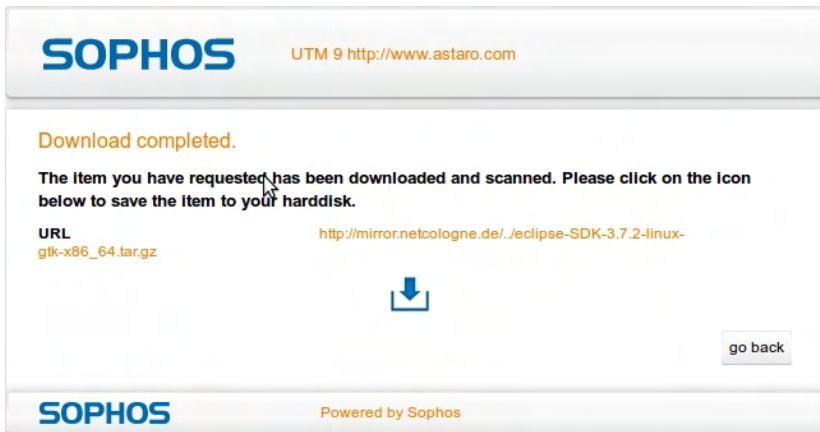 SOPHOS UTM 9 http://www.astaro.com
Download completed.
The item you have requested has been downloaded and scanned. Please click on the icon
below to save the item to your harddisk.
URL http://mirror.netcologne.de/../eclipse-SDK-3.7.2-linux-
gtk-x86_64.tar.gz
go back
SOPHOS Powered by Sophos